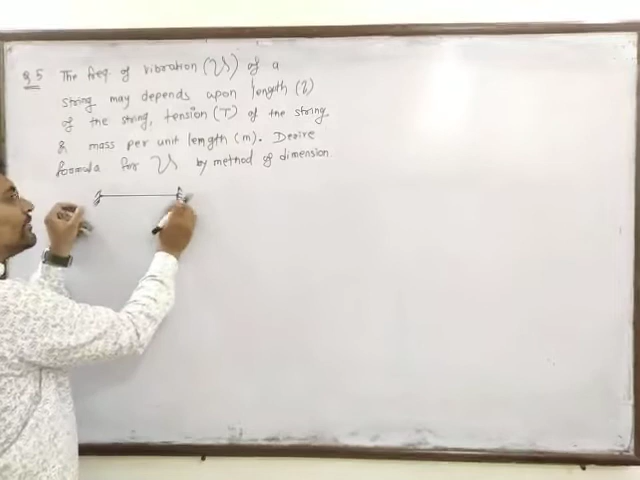 Q5 The freq of vibration (ν) of a
string may depends upon length (l)
of the string, tension (T) of the string
& mass per unit length (m). Derive
formula for ν by method of dimension